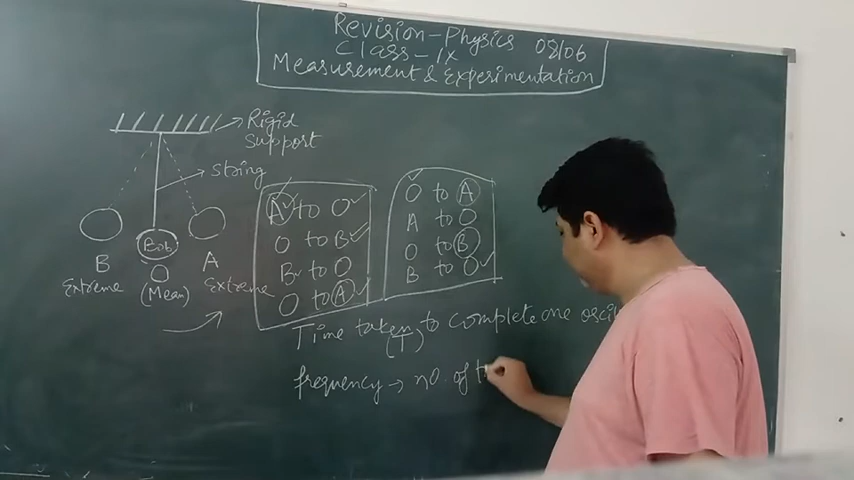 Revision-Physics 08/06
Class-IX
Measurement & Experimentation
Rigid
Support
String
Bob
B
O
A
Extreme
(Mean)
Extreme
A to O
O to B
B to O
O to A
O to A
A to O
O to B
B to O
Time taken to complete one oscil
(T)
frequency → no. of